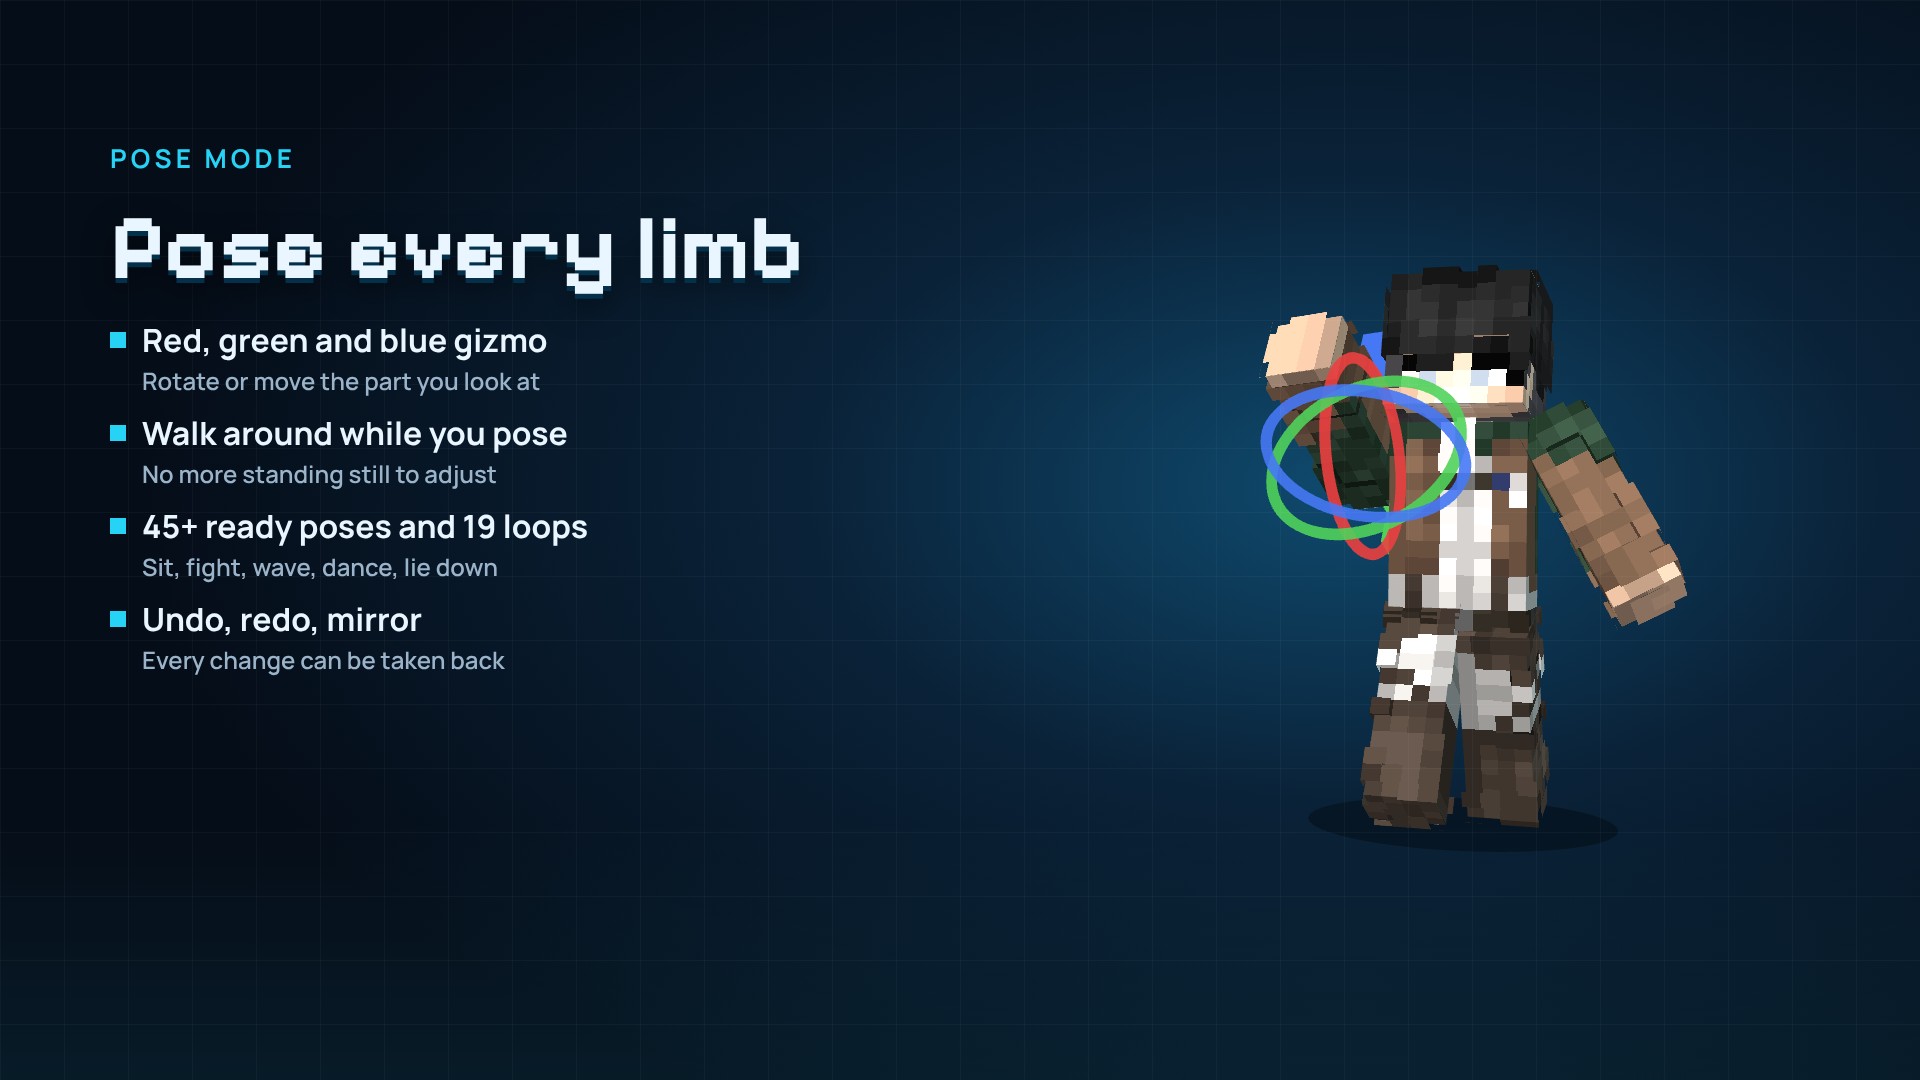 POSE MODE
Pose every limb
Red, green and blue gizmo
Rotate or move the part you look at
Walk around while you pose
No more standing still to adjust
45+ ready poses and 19 loops
Sit, fight, wave, dance, lie down
Undo, redo, mirror
Every change can be taken back